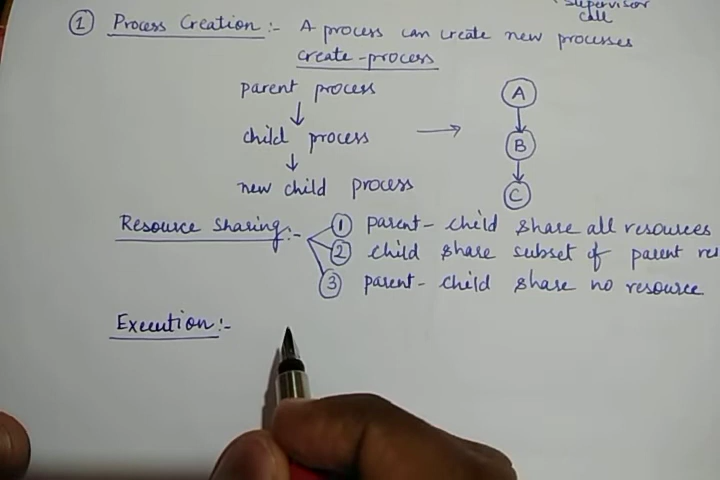 supervisor
call
① Process Creation:- A process can create new processes
create-process
parent process
child process
new child process
A
B
C
Resource sharing:- ① parent-child share all resources
② child share subset of parent
③ parent-child share no resource
Execution:-